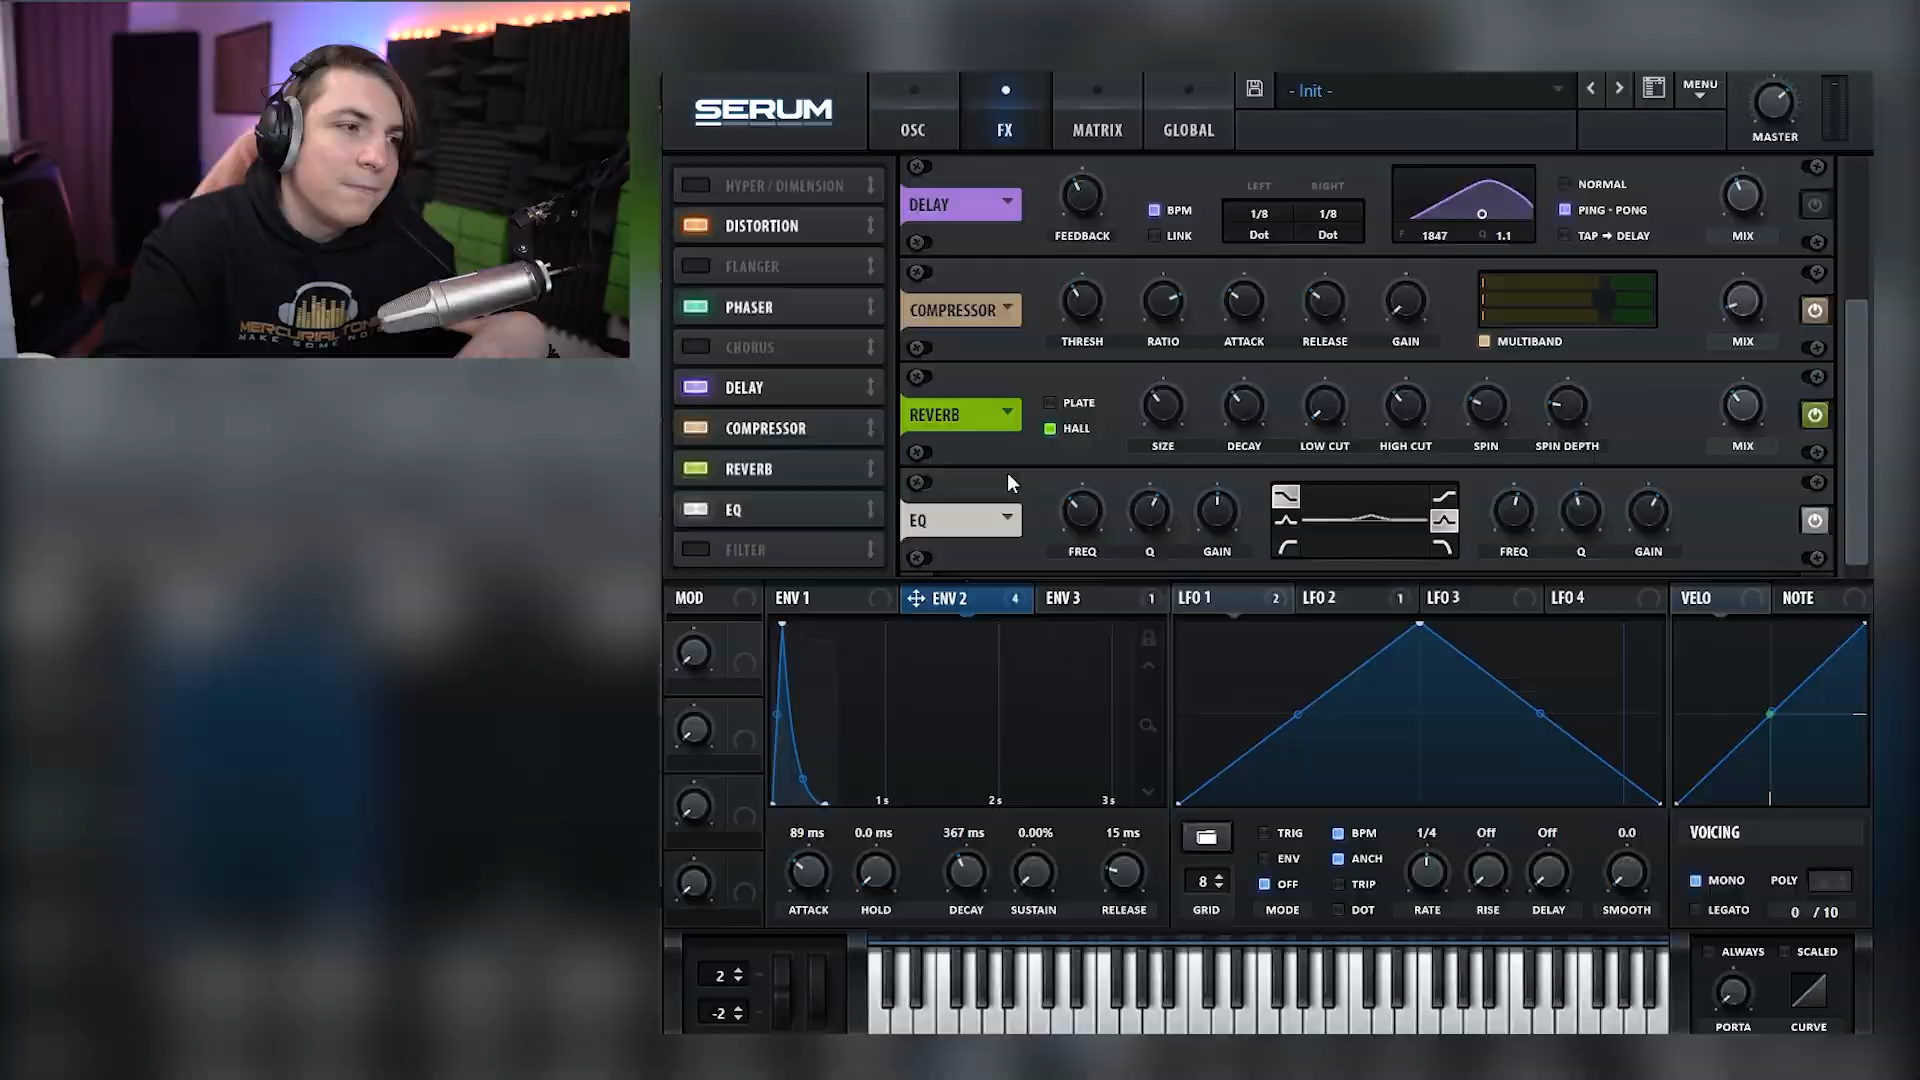 MERCURIAL TON
MAKE SOME NO
SERUM
OSC
FX
MATRIX
GLOBAL
- Init -
MENU
MASTER
HYPER / DIMENSION
DISTORTION
FLANGER
PHASER
CHORUS
DELAY
COMPRESSOR
REVERB
EQ
FILTER
DELAY
FEEDBACK
BPM
LINK
LEFT RIGHT
1/8 1/8
Dot Dot
F 1847 Q 1.1
NORMAL
PING - PONG
TAP ➔ DELAY
MIX
COMPRESSOR
THRESH RATIO ATTACK RELEASE GAIN
MULTIBAND
MIX
REVERB
PLATE
HALL
SIZE DECAY LOW CUT HIGH CUT SPIN SPIN DEPTH
MIX
EQ
FREQ Q GAIN
FREQ Q GAIN
MOD
ENV 1
ENV 2 4
ENV 3 1
LFO 1 2
LFO 2 1
LFO 3
LFO 4
VELO
NOTE
1 s 2 s 3 s
89 ms 0.0 ms 367 ms 0.00% 15 ms
ATTACK HOLD DECAY SUSTAIN RELEASE
8
GRID
TRIG
ENV
OFF
MODE
BPM
ANCH
TRIP
DOT
1/4 Off Off 0.0
RATE RISE DELAY SMOOTH
VOICING
MONO POLY
LEGATO 0 / 10
2
-2
ALWAYS SCALED
PORTA CURVE